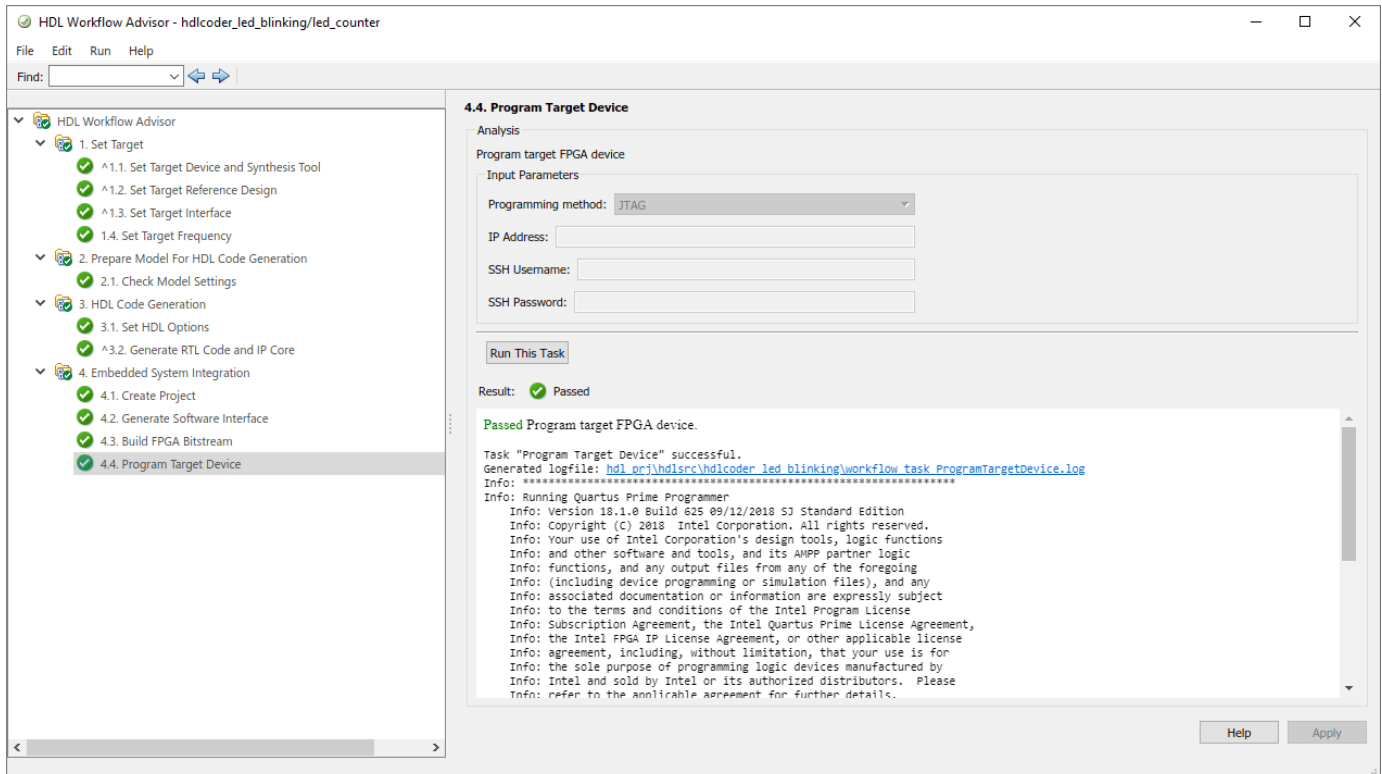 HDL Workflow Advisor - hdlcoder_led_blinking/led_counter
File Edit Run Help
Find:
HDL Workflow Advisor
1. Set Target
^1.1. Set Target Device and Synthesis Tool
^1.2. Set Target Reference Design
^1.3. Set Target Interface
1.4. Set Target Frequency
2. Prepare Model For HDL Code Generation
2.1. Check Model Settings
3. HDL Code Generation
3.1. Set HDL Options
^3.2. Generate RTL Code and IP Core
4. Embedded System Integration
4.1. Create Project
4.2. Generate Software Interface
4.3. Build FPGA Bitstream
4.4. Program Target Device
4.4. Program Target Device
Analysis
Program target FPGA device
Input Parameters
Programming method: JTAG
IP Address:
SSH Username:
SSH Password:
Run This Task
Result: Passed
Passed Program target FPGA device.
Task "Program Target Device" successful.
Generated logfile: hdl_prj\hdlsrc\hdlcoder_led_blinking\workflow_task_ProgramTargetDevice.log
Info: *******************************************************************
Info: Running Quartus Prime Programmer
Info: Version 18.1.0 Build 625 09/12/2018 SJ Standard Edition
Info: Copyright (C) 2018 Intel Corporation. All rights reserved.
Info: Your use of Intel Corporation's design tools, logic functions
Info: and other software and tools, and its AMPP partner logic
Info: functions, and any output files from any of the foregoing
Info: (including device programming or simulation files), and any
Info: associated documentation or information are expressly subject
Info: to the terms and conditions of the Intel Program License
Info: Subscription Agreement, the Intel Quartus Prime License Agreement,
Info: the Intel FPGA IP License Agreement, or other applicable license
Info: agreement, including, without limitation, that your use is for
Info: the sole purpose of programming logic devices manufactured by
Info: Intel and sold by Intel or its authorized distributors. Please
Info: refer to the applicable agreement for further details.
Help Apply